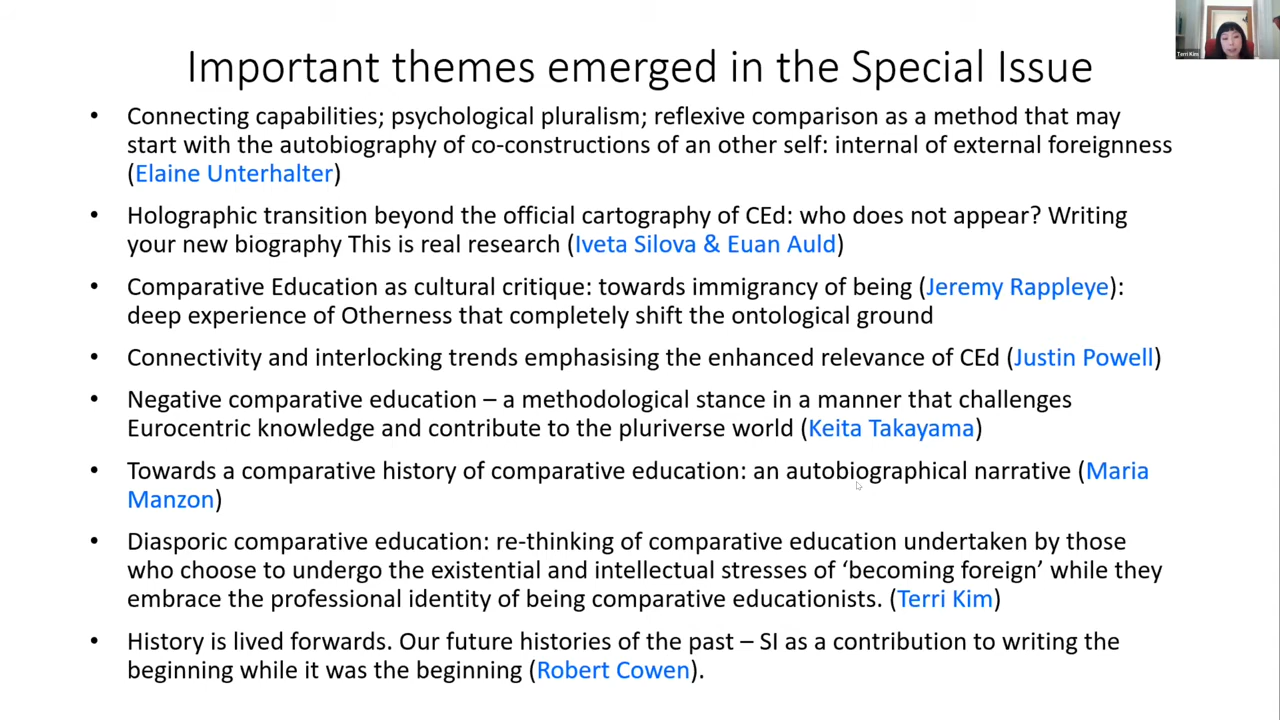 Terri Kim
Important themes emerged in the Special Issue
• Connecting capabilities; psychological pluralism; reflexive comparison as a method that may
start with the autobiography of co-constructions of an other self: internal of external foreignness
(Elaine Unterhalter)
• Holographic transition beyond the official cartography of CEd: who does not appear? Writing
your new biography This is real research (Iveta Silova & Euan Auld)
• Comparative Education as cultural critique: towards immigrancy of being (Jeremy Rappleye):
deep experience of Otherness that completely shift the ontological ground
• Connectivity and interlocking trends emphasising the enhanced relevance of CEd (Justin Powell)
• Negative comparative education – a methodological stance in a manner that challenges
Eurocentric knowledge and contribute to the pluriverse world (Keita Takayama)
• Towards a comparative history of comparative education: an autobiographical narrative (Maria
Manzon)
• Diasporic comparative education: re-thinking of comparative education undertaken by those
who choose to undergo the existential and intellectual stresses of ‘becoming foreign’ while they
embrace the professional identity of being comparative educationists. (Terri Kim)
• History is lived forwards. Our future histories of the past – SI as a contribution to writing the
beginning while it was the beginning (Robert Cowen).